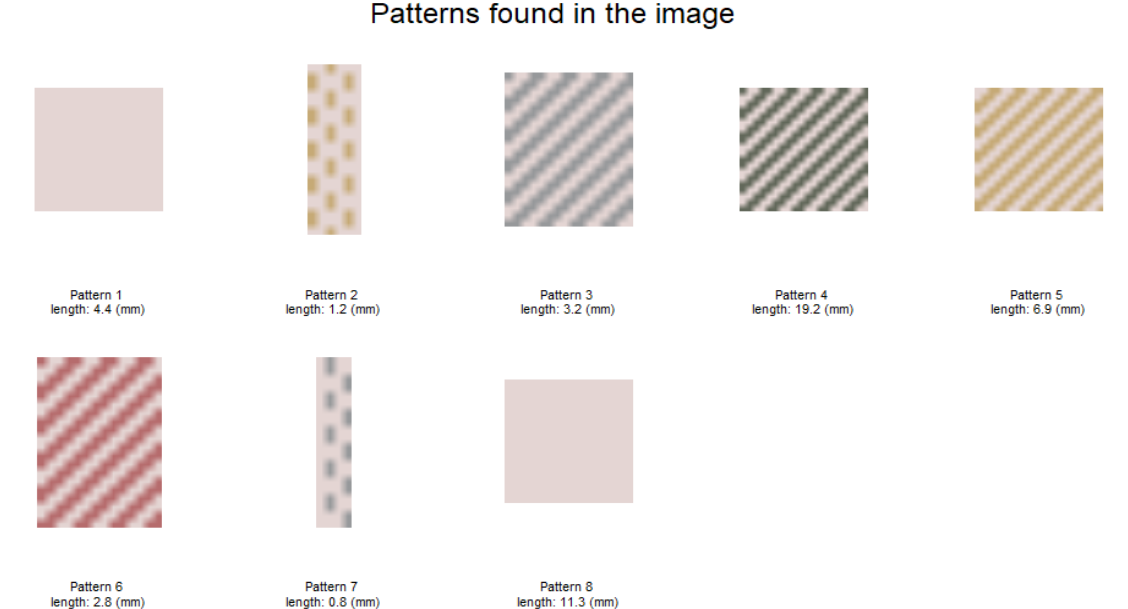 Patterns found in the image
Pattern 1
length: 4.4 (mm)
Pattern 2
length: 1.2 (mm)
Pattern 3
length: 3.2 (mm)
Pattern 4
length: 19.2 (mm)
Pattern 5
length: 6.9 (mm)
Pattern 6
length: 2.8 (mm)
Pattern 7
length: 0.8 (mm)
Pattern 8
length: 11.3 (mm)